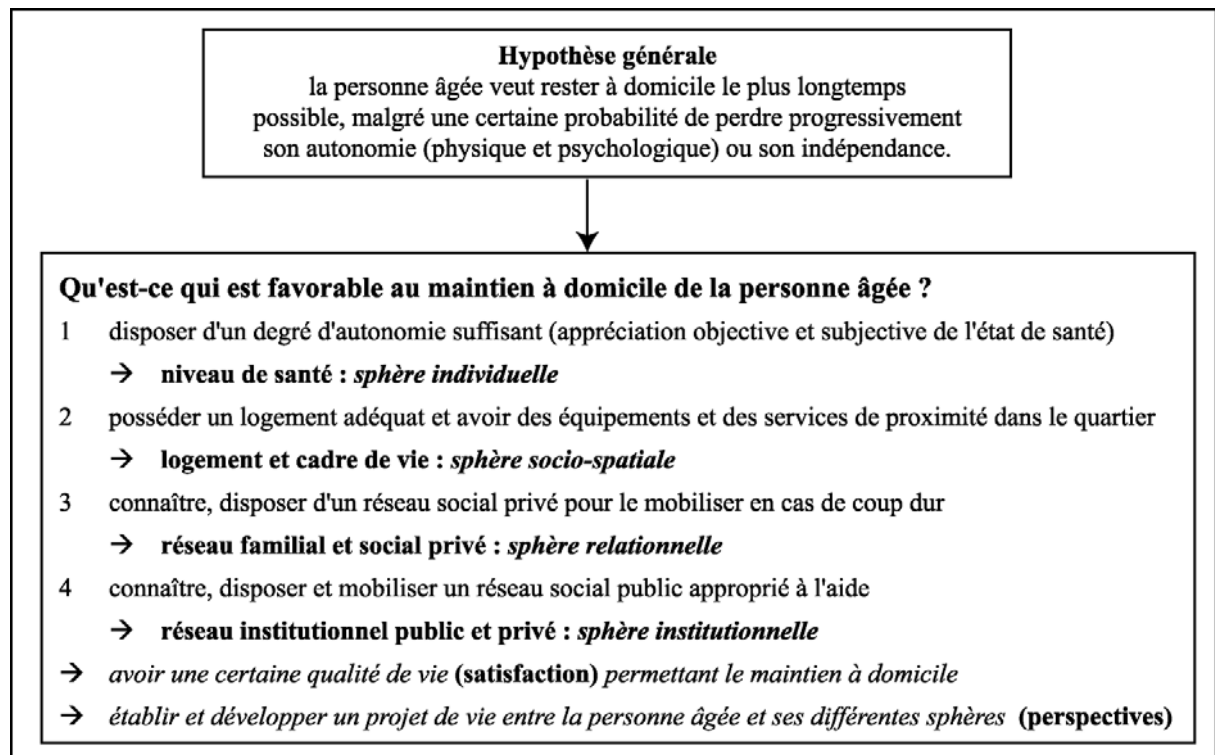 Hypothèse générale
la personne âgée veut rester à domicile le plus longtemps
possible, malgré une certaine probabilité de perdre progressivement
son autonomie (physique et psychologique) ou son indépendance.
Qu'est-ce qui est favorable au maintien à domicile de la personne âgée ?
1 disposer d'un degré d'autonomie suffisant (appréciation objective et subjective de l'état de santé)
→ niveau de santé : sphère individuelle
2 posséder un logement adéquat et avoir des équipements et des services de proximité dans le quartier
→ logement et cadre de vie : sphère socio-spatiale
3 connaître, disposer d'un réseau social privé pour le mobiliser en cas de coup dur
→ réseau familial et social privé : sphère relationnelle
4 connaître, disposer et mobiliser un réseau social public approprié à l'aide
→ réseau institutionnel public et privé : sphère institutionnelle
→ avoir une certaine qualité de vie (satisfaction) permettant le maintien à domicile
→ établir et développer un projet de vie entre la personne âgée et ses différentes sphères (perspectives)